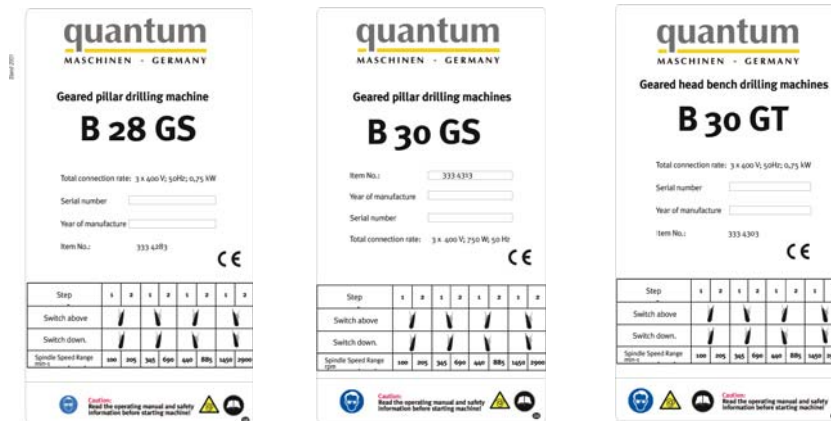 quantum
MASCHINEN - GERMANY
Geared pillar drilling machine
B 28 GS
Total connection rate: 3 x 400 V; 50Hz; 0,75 kW
Serial number
Year of manufacture
Item No.: 333 4283
CE
Step 1 2 1 2 1 2 1 2
Switch above
Switch down.
Spindle Speed Range
min-1
100 205 345 690 440 885 1450 2900
Caution:
Read the operating manual and safety
information before starting machine!
quantum
MASCHINEN - GERMANY
Geared pillar drilling machines
B 30 GS
Item No.: 333 4313
Year of manufacture
Serial number
Total connection rate: 3 x 400 V; 750 W; 50 Hz
CE
Step 1 2 1 2 1 2 1 2
Switch above
Switch down.
Spindle Speed Range
rpm
100 205 345 690 440 885 1450 2900
Caution:
Read the operating manual and safety
information before starting machine!
quantum
MASCHINEN - GERMANY
Geared head bench drilling machines
B 30 GT
Total connection rate: 3 x 400 V; 50Hz; 0,75 kW
Serial number
Year of manufacture
Item No.: 333 4303
CE
Step 1 2 1 2 1 2 1
Switch above
Switch down.
Spindle Speed Range
min-1
100 205 345 690 440 885 1450
Caution:
Read the operating manual and safety
information before starting machine!